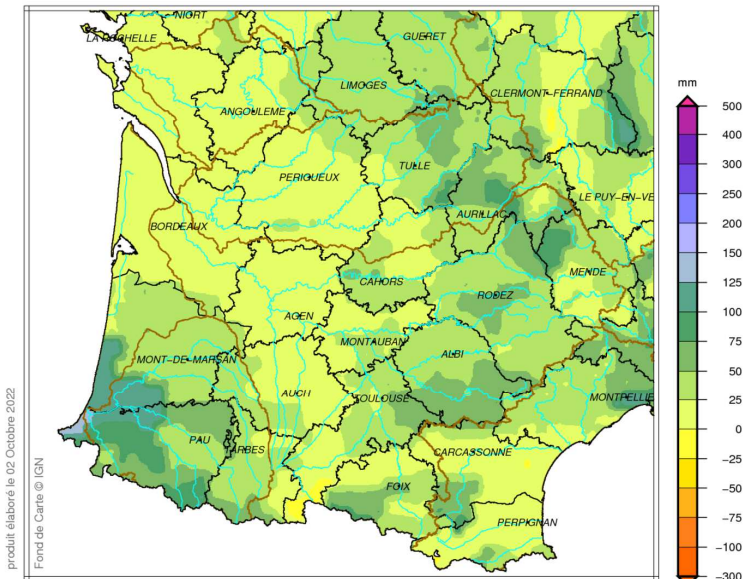 NIORT
LA ROCHELLE
GUERET
LIMOGES
CLERMONT-FERRAND
ANGOULEME
TULLE
PERIGUEUX
LE PUY-EN-VE
AURILLAC
BORDEAUX
MENDE
CAHORS
RODEZ
AGEN
MONTAUBAN
MONT-DE-MARSAN
ALBI
AUCH
TOULOUSE
MONTPELLIE
PAU
TARBES
CARCASSONNE
FOIX
PERPIGNAN
produit élaboré le 02 Octobre 2022
Fond de Carte © IGN
mm
500
400
300
250
200
150
125
100
75
50
25
0
-25
-50
-75
-100
-300